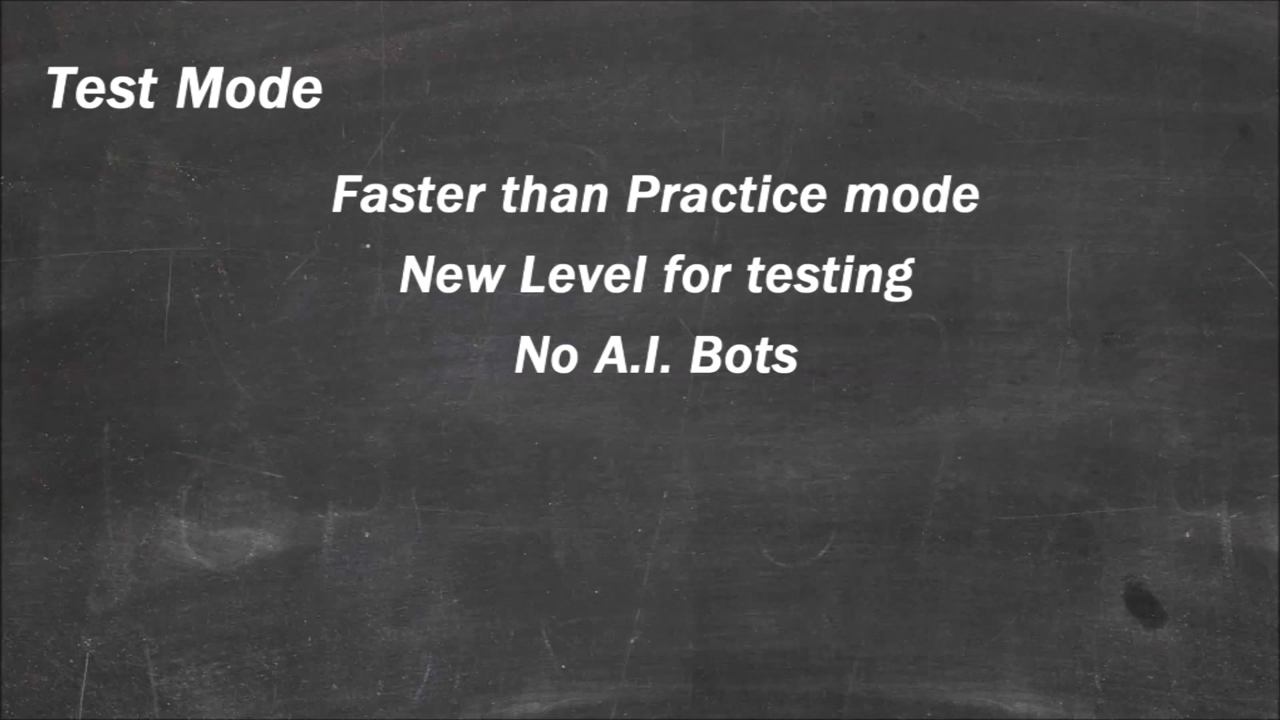 Test Mode
Faster than Practice mode
New Level for testing
No A.I. Bots